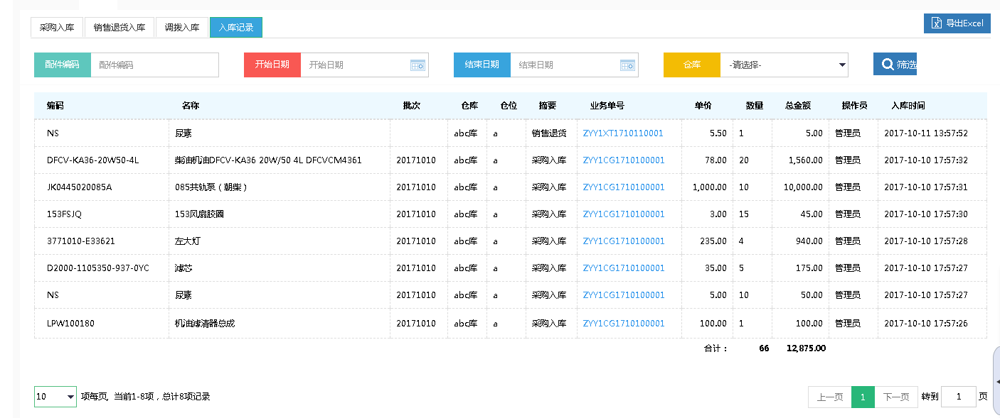 采购入库 销售退货入库 调拨入库 入库记录 导出Excel
配件编码 配件编码 开始日期 开始日期 结束日期 结束日期 仓库 -请选择- 筛选
编码 名称 批次 仓库 仓位 摘要 业务单号 单价 数量 总金额 操作员 入库时间
NS 尿素 abc库 a 销售退货 ZYY1XT1710110001 5.50 1 5.00 管理员 2017-10-11 13:57:52
DFCV-KA36-20W50-4L 柴油机油DFCV-KA36 20W/50 4L DFCVCM4361 20171010 abc库 a 采购入库 ZYY1CG1710100001 78.00 20 1,560.00 管理员 2017-10-10 17:57:32
JK0445020085A 085共轨泵（朝柴） 20171010 abc库 a 采购入库 ZYY1CG1710100001 1,000.00 10 10,000.00 管理员 2017-10-10 17:57:31
153FSJQ 153风扇胶圈 20171010 abc库 a 采购入库 ZYY1CG1710100001 3.00 15 45.00 管理员 2017-10-10 17:57:30
3771010-E33621 左大灯 20171010 abc库 a 采购入库 ZYY1CG1710100001 235.00 4 940.00 管理员 2017-10-10 17:57:28
D2000-1105350-937-0YC 滤芯 20171010 abc库 a 采购入库 ZYY1CG1710100001 35.00 5 175.00 管理员 2017-10-10 17:57:27
NS 尿素 20171010 abc库 a 采购入库 ZYY1CG1710100001 5.00 10 50.00 管理员 2017-10-10 17:57:27
LPW100180 机油滤清器总成 20171010 abc库 a 采购入库 ZYY1CG1710100001 100.00 1 100.00 管理员 2017-10-10 17:57:26
合计： 66 12,875.00
10 项每页, 当前1-8项，总计8项记录 上一页 1 下一页 转到 1 页